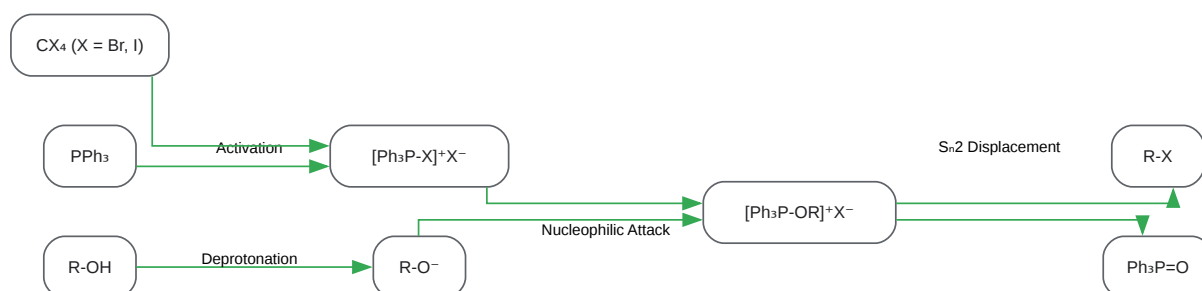 CX₄ (X = Br, I)
PPh₃
Activation
[Ph₃P-X]⁺X⁻
Sₙ2 Displacement
R-X
[Ph₃P-OR]⁺X⁻
Nucleophilic Attack
R-OH
Deprotonation
R-O⁻
Ph₃P=O